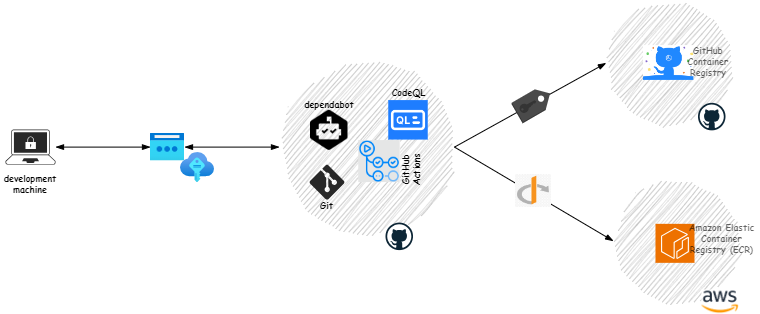 development
machine
dependabot
CodeQL
QL
GitHub
Actions
Git
GitHub
Container
Registry
Amazon Elastic
Container
Registry (ECR)
aws